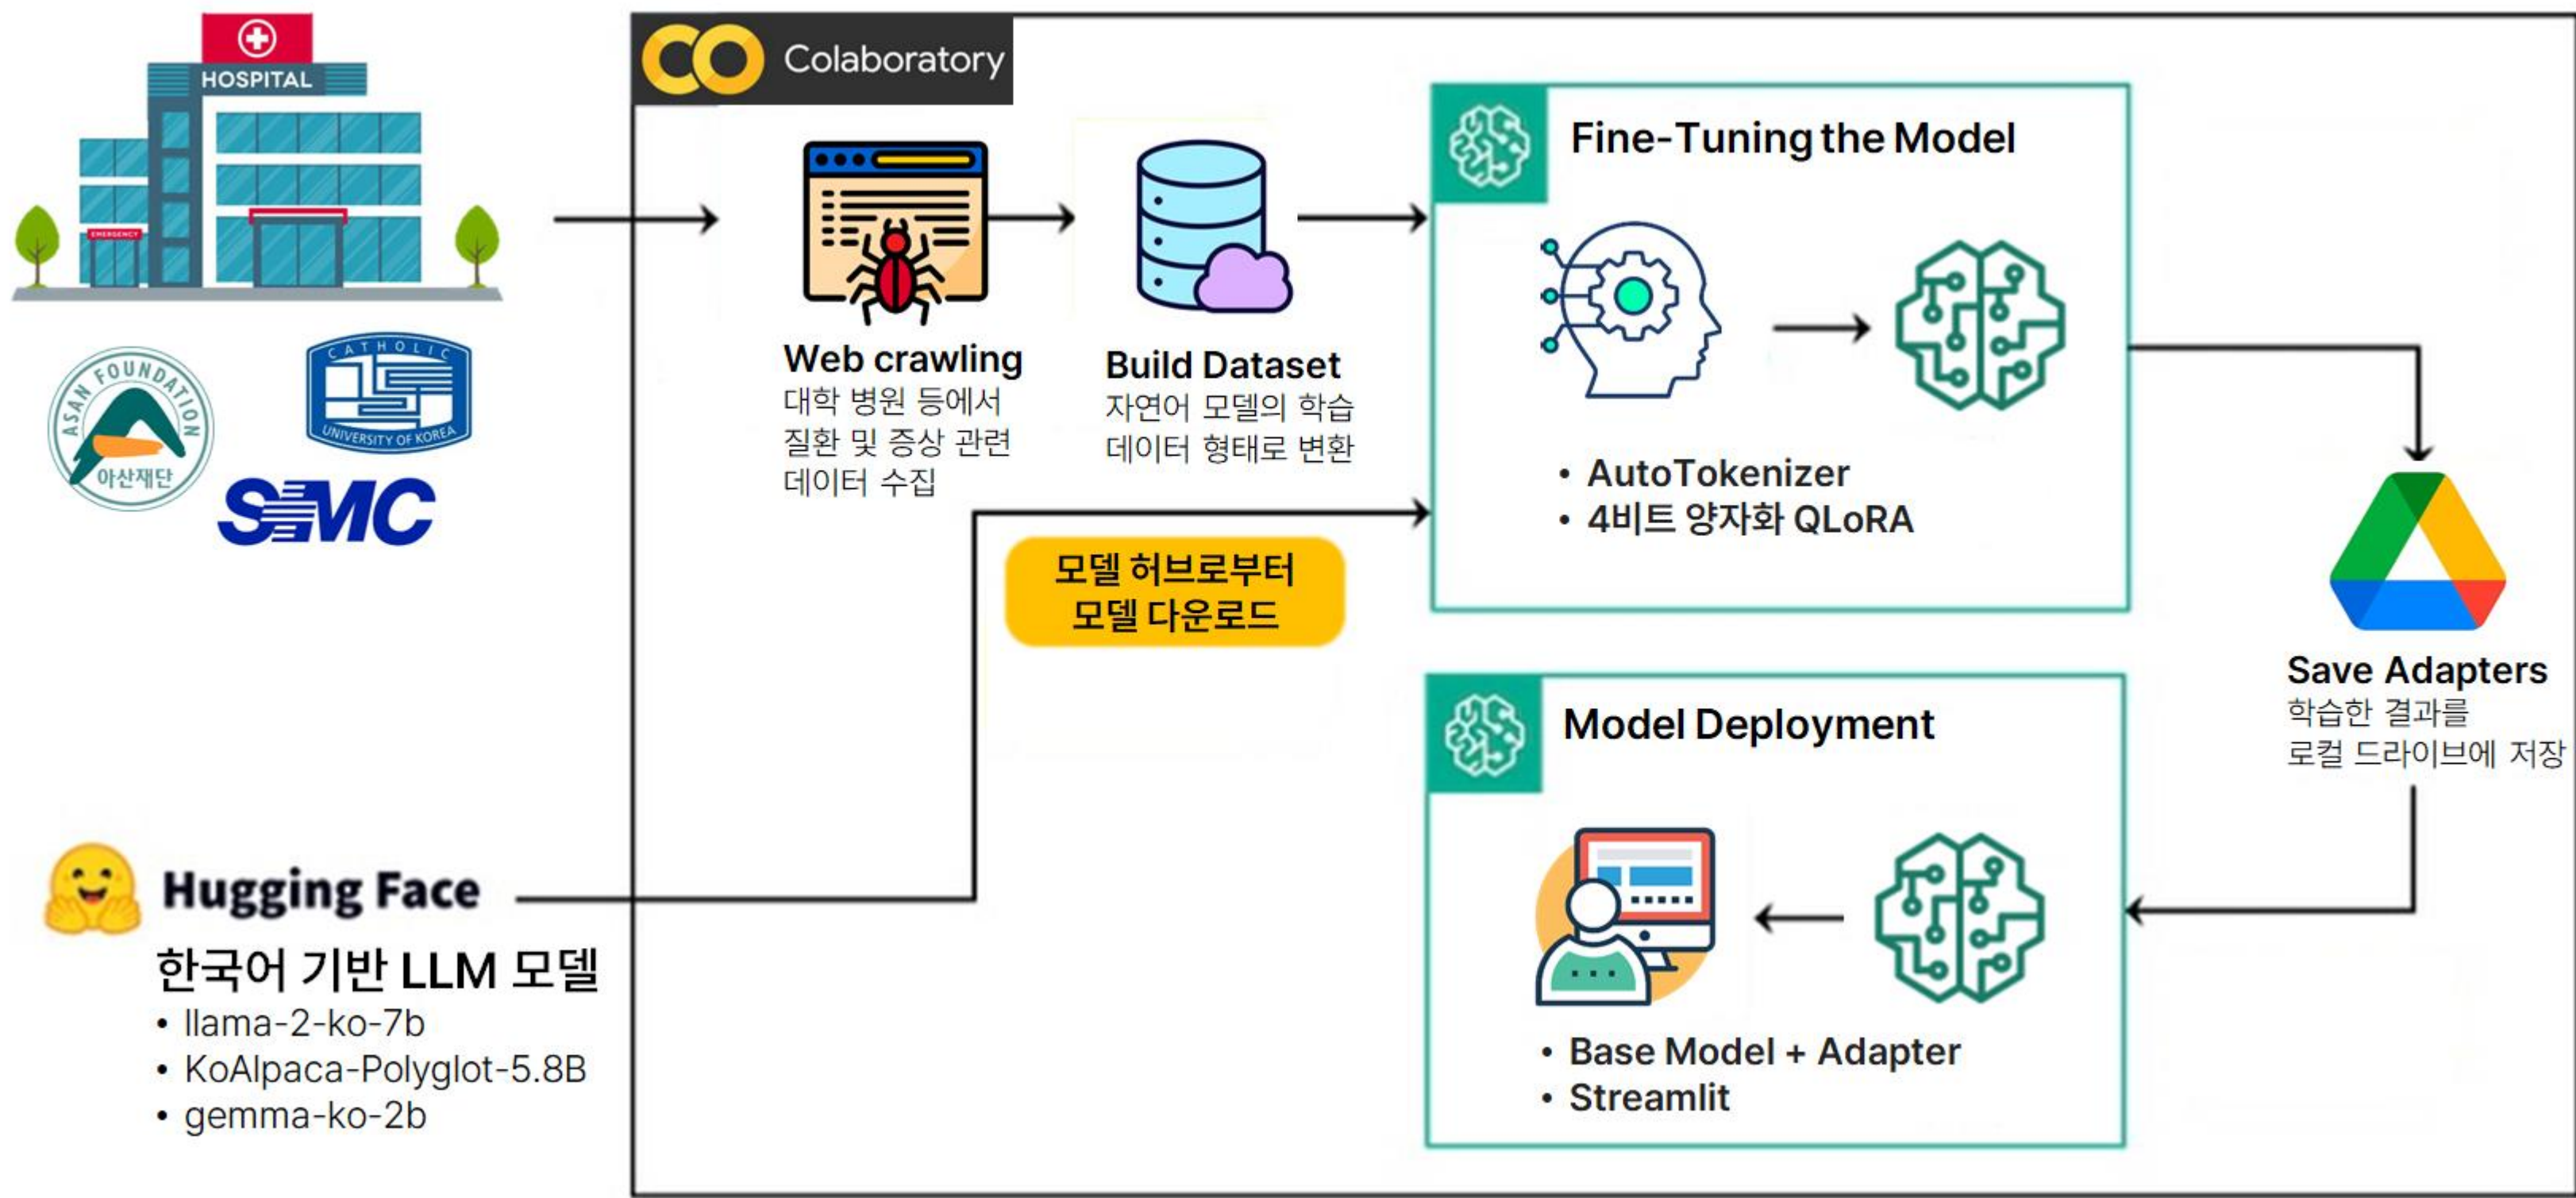 HOSPITAL
EMERGENCY
ASAN FOUNDATION
아산재단
CATHOLIC
UNIVERSITY OF KOREA
SMC
Colaboratory
Web crawling
대학 병원 등에서
질환 및 증상 관련
데이터 수집
Build Dataset
자연어 모델의 학습
데이터 형태로 변환
Fine-Tuning the Model
• AutoTokenizer
• 4비트 양자화 QLoRA
모델 허브로부터
모델 다운로드
Save Adapters
학습한 결과를
로컬 드라이브에 저장
Model Deployment
• Base Model + Adapter
• Streamlit
Hugging Face
한국어 기반 LLM 모델
• llama-2-ko-7b
• KoAlpaca-Polyglot-5.8B
• gemma-ko-2b